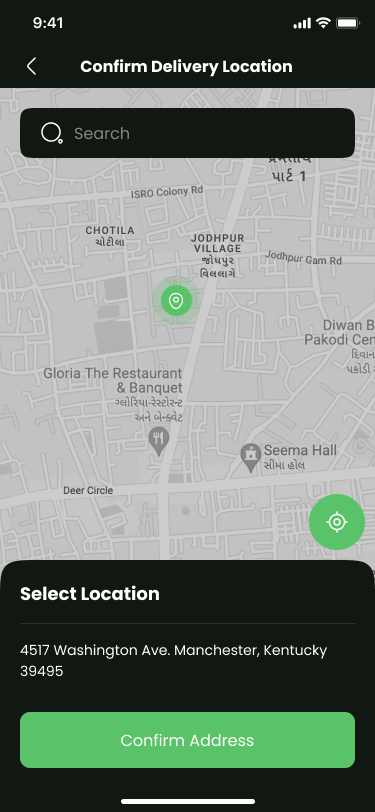 9:41
Confirm Delivery Location
Search
પાર્ટ 1
ISRO Colony Rd
CHOTILA
ચોટીલા
JODHPUR
VILLAGE
જોધપુર
વિલલાગે
Jodhpur Gam Rd
Diwan B
Pakodi Cen
દિવાન
પકોડી
Gloria The Restaurant
& Banquet
ગ્લોરિયા રેસ્ટોરન્ટ
અને બેન્ક્વેટ
Seema Hall
સીમા હોલ
Deer Circle
Select Location
4517 Washington Ave. Manchester, Kentucky
39495
Confirm Address